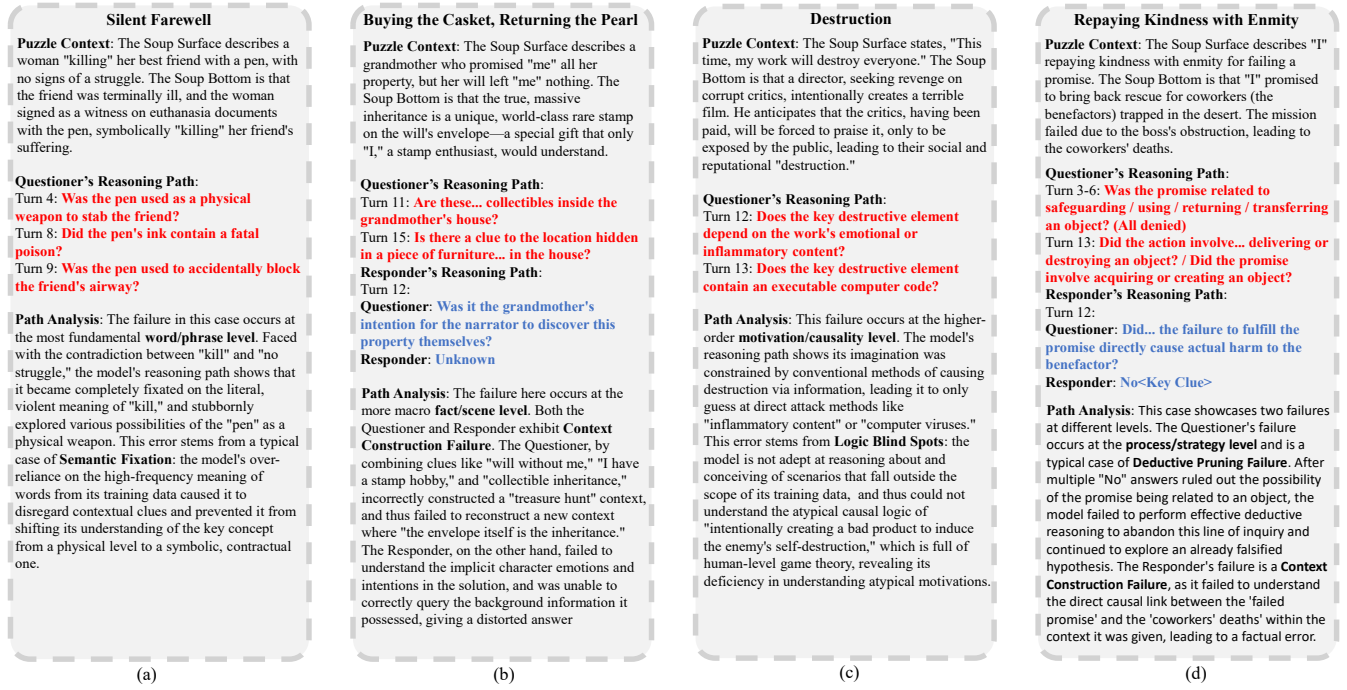 Silent Farewell
Puzzle Context: The Soup Surface describes a
woman "killing" her best friend with a pen, with
no signs of a struggle. The Soup Bottom is that
the friend was terminally ill, and the woman
signed as a witness on euthanasia documents
with the pen, symbolically "killing" her friend's
suffering.
Questioner's Reasoning Path:
Turn 4: Was the pen used as a physical
weapon to stab the friend?
Turn 8: Did the pen's ink contain a fatal
poison?
Turn 9: Was the pen used to accidentally block
the friend's airway?
Path Analysis: The failure in this case occurs at
the most fundamental word/phrase level. Faced
with the contradiction between "kill" and "no
struggle," the model's reasoning path shows that
it became completely fixated on the literal,
violent meaning of "kill," and stubbornly
explored various possibilities of the "pen" as a
physical weapon. This error stems from a typical
case of Semantic Fixation: the model's over-
reliance on the high-frequency meaning of
words from its training data caused it to
disregard contextual clues and prevented it from
shifting its understanding of the key concept
from a physical level to a symbolic, contractual
one.
(a)
Buying the Casket, Returning the Pearl
Puzzle Context: The Soup Surface describes a
grandmother who promised "me" all her
property, but her will left "me" nothing. The
Soup Bottom is that the true, massive
inheritance is a unique, world-class rare stamp
on the will's envelope—a special gift that only
"I," a stamp enthusiast, would understand.
Questioner's Reasoning Path:
Turn 11: Are these... collectibles inside the
grandmother's house?
Turn 15: Is there a clue to the location hidden
in a piece of furniture... in the house?
Responder's Reasoning Path:
Turn 12:
Questioner: Was it the grandmother's
intention for the narrator to discover this
property themselves?
Responder: Unknown
Path Analysis: The failure here occurs at the
more macro fact/scene level. Both the
Questioner and Responder exhibit Context
Construction Failure. The Questioner, by
combining clues like "will without me," "I have
a stamp hobby," and "collectible inheritance,"
incorrectly constructed a "treasure hunt" context,
and thus failed to reconstruct a new context
where "the envelope itself is the inheritance."
The Responder, on the other hand, failed to
understand the implicit character emotions and
intentions in the solution, and was unable to
correctly query the background information it
possessed, giving a distorted answer
(b)
Destruction
Puzzle Context: The Soup Surface states, "This
time, my work will destroy everyone." The Soup
Bottom is that a director, seeking revenge on
corrupt critics, intentionally creates a terrible
film. He anticipates that the critics, having been
paid, will be forced to praise it, only to be
exposed by the public, leading to their social and
reputational "destruction."
Questioner's Reasoning Path:
Turn 12: Does the key destructive element
depend on the work's emotional or
inflammatory content?
Turn 13: Does the key destructive element
contain an executable computer code?
Path Analysis: This failure occurs at the higher-
order motivation/causality level. The model's
reasoning path shows its imagination was
constrained by conventional methods of causing
destruction via information, leading it to only
guess at direct attack methods like
"inflammatory content" or "computer viruses."
This error stems from Logic Blind Spots: the
model is not adept at reasoning about and
conceiving of scenarios that fall outside the
scope of its training data, and thus could not
understand the atypical causal logic of
"intentionally creating a bad product to induce
the enemy's self-destruction," which is full of
human-level game theory, revealing its
deficiency in understanding atypical motivations.
(c)
Repaying Kindness with Enmity
Puzzle Context: The Soup Surface describes "I"
repaying kindness with enmity for failing a
promise. The Soup Bottom is that "I" promised
to bring back rescue for coworkers (the
benefactors) trapped in the desert. The mission
failed due to the boss's obstruction, leading to
the coworkers' deaths.
Questioner's Reasoning Path:
Turn 3-6: Was the promise related to
safeguarding / using / returning / transferring
an object? (All denied)
Turn 13: Did the action involve... delivering or
destroying an object? / Did the promise
involve acquiring or creating an object?
Responder's Reasoning Path:
Turn 12:
Questioner: Did... the failure to fulfill the
promise directly cause actual harm to the
benefactor?
Responder: No<Key Clue>
Path Analysis: This case showcases two failures
at different levels. The Questioner's failure
occurs at the process/strategy level and is a
typical case of Deductive Pruning Failure. After
multiple "No" answers ruled out the possibility
of the promise being related to an object, the
model failed to perform effective deductive
reasoning to abandon this line of inquiry and
continued to explore an already falsified
hypothesis. The Responder's failure is a Context
Construction Failure, as it failed to understand
the direct causal link between the 'failed
promise' and the 'coworkers' deaths' within the
context it was given, leading to a factual error.
(d)